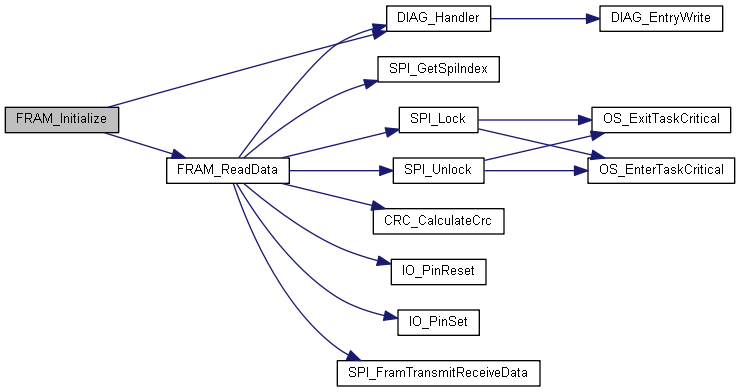 DIAG_Handler
DIAG_EntryWrite
SPI_GetSpiIndex
FRAM_Initialize
SPI_Lock
OS_ExitTaskCritical
FRAM_ReadData
SPI_Unlock
OS_EnterTaskCritical
CRC_CalculateCrc
IO_PinReset
IO_PinSet
SPI_FramTransmitReceiveData